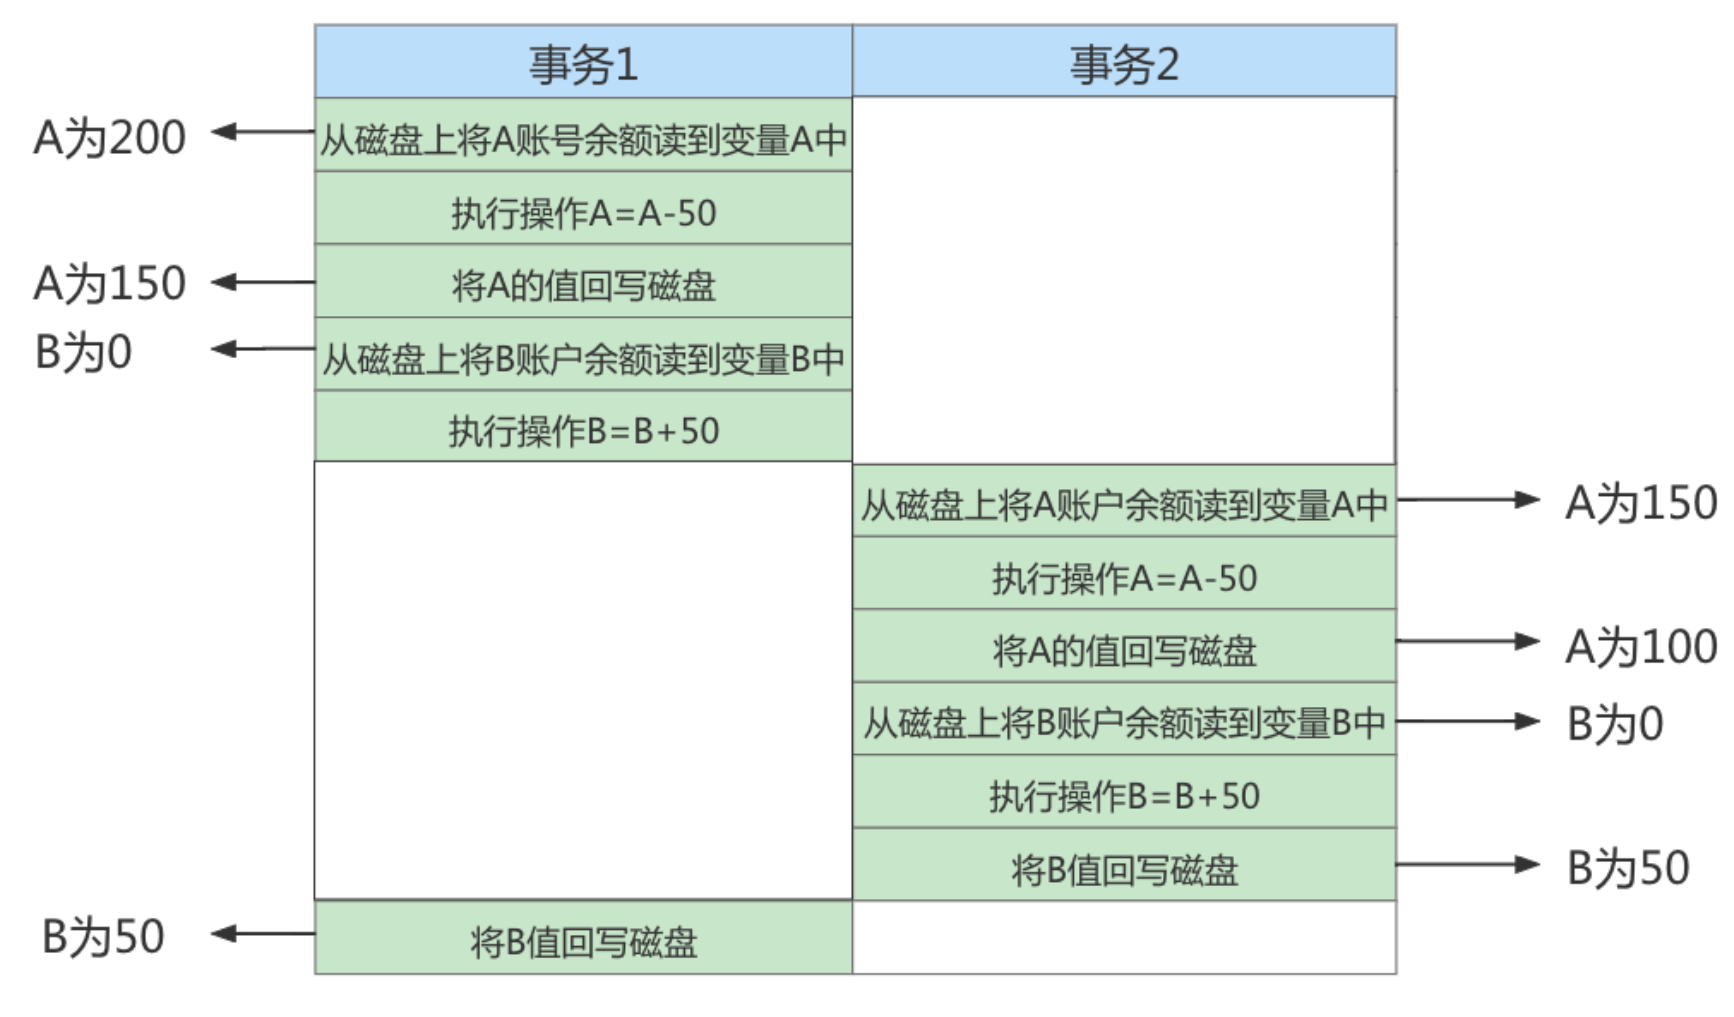 事务1
事务2
A为200
从磁盘上将A账号余额读到变量A中
执行操作A=A-50
A为150
将A的值回写磁盘
B为0
从磁盘上将B账户余额读到变量B中
执行操作B=B+50
从磁盘上将A账户余额读到变量A中
A为150
执行操作A=A-50
将A的值回写磁盘
A为100
从磁盘上将B账户余额读到变量B中
B为0
执行操作B=B+50
将B值回写磁盘
B为50
B为50
将B值回写磁盘